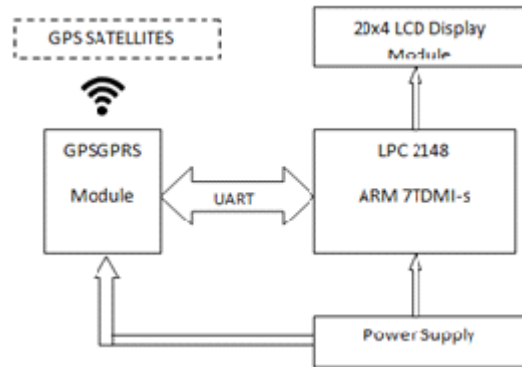 GPS SATELLITES
20x4 LCD Display
Module
GPSGPRS
Module
UART
LPC 2148
ARM 7TDMI-s
Power Supply